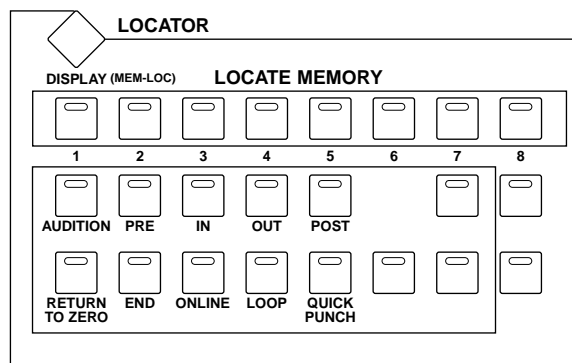 LOCATOR
DISPLAY (MEM-LOC) LOCATE MEMORY
1 2 3 4 5 6 7 8
AUDITION PRE IN OUT POST
RETURN TO ZERO END ONLINE LOOP QUICK PUNCH